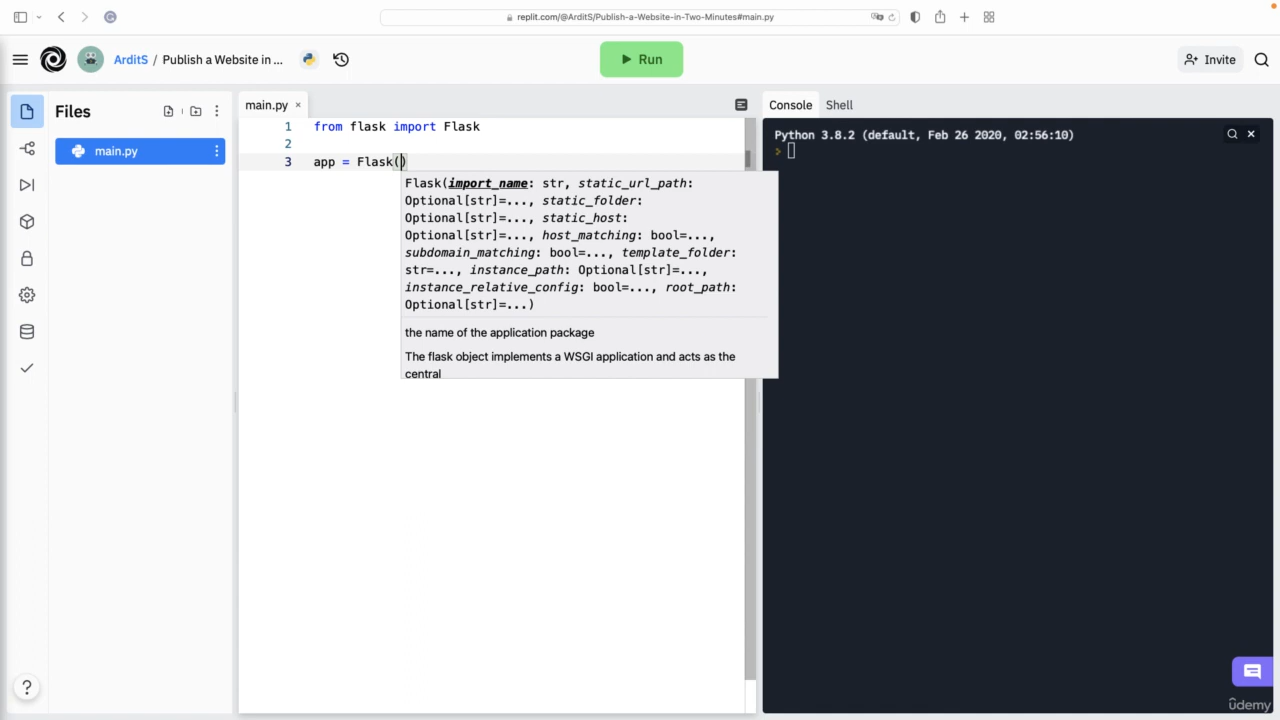 replit.com/@ArditS/Publish-a-Website-in-Two-Minutes#main.py
ArditS / Publish a Website in ...
Run
Invite
Files
main.py
main.py ×
Console
Shell
1 from flask import Flask
2
3 app = Flask()
Flask(import_name: str, static_url_path:
Optional[str]=..., static_folder:
Optional[str]=..., static_host:
Optional[str]=..., host_matching: bool=...,
subdomain_matching: bool=..., template_folder:
str=..., instance_path: Optional[str]=...,
instance_relative_config: bool=..., root_path:
Optional[str]=...)
the name of the application package
The flask object implements a WSGI application and acts as the
central
Python 3.8.2 (default, Feb 26 2020, 02:56:10)
>
?
ûdemy